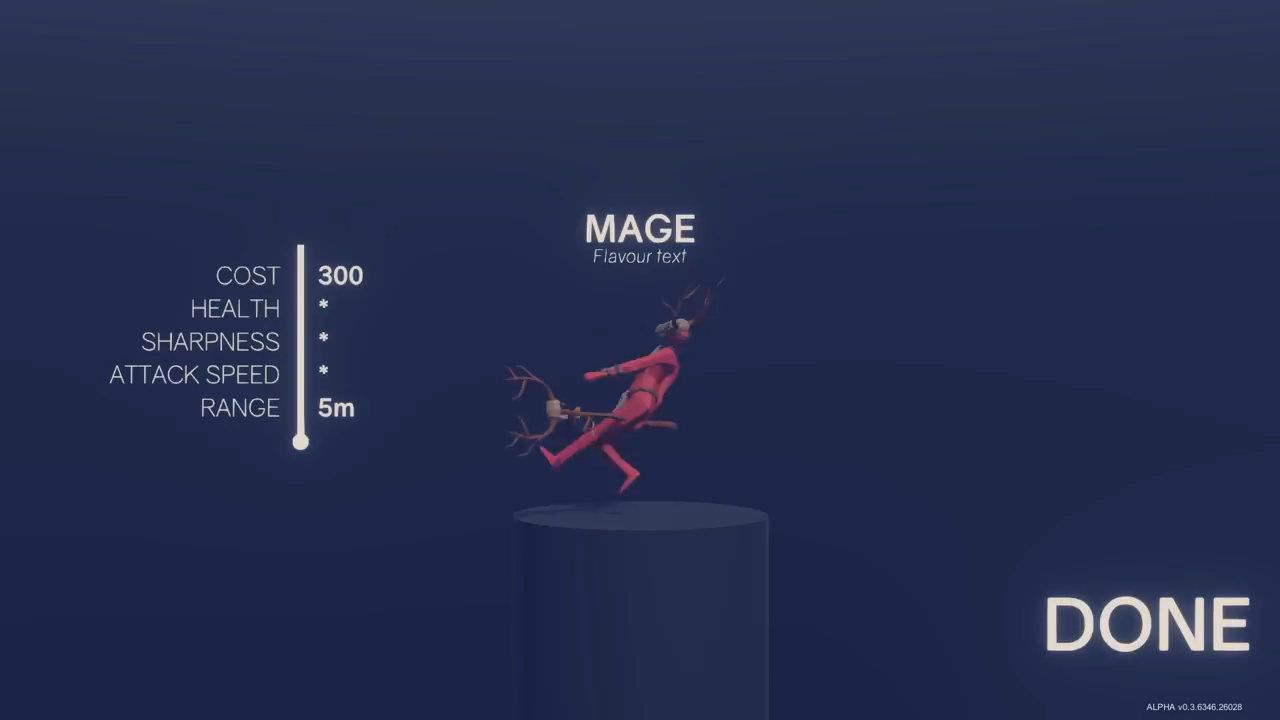 MAGE
Flavour text
COST 300
HEALTH *
SHARPNESS *
ATTACK SPEED *
RANGE 5m
DONE
ALPHA v0.3.6346.26028